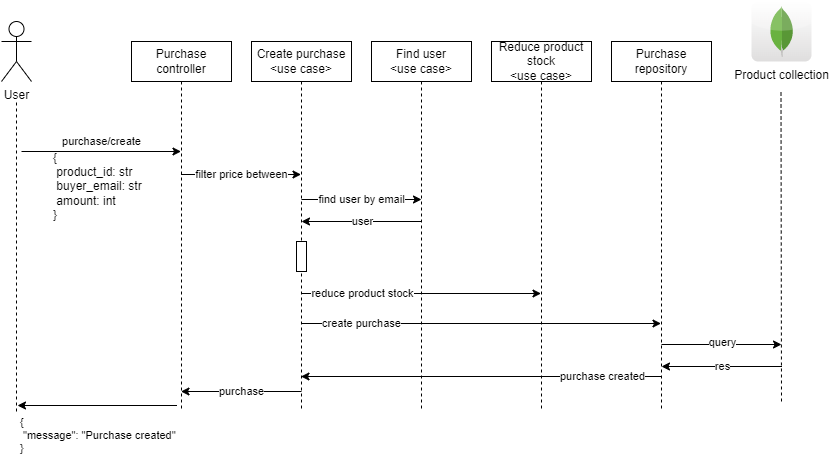 User
Purchase
controller
Create purchase
<use case>
Find user
<use case>
Reduce product
stock
<use case>
Purchase
repository
Product collection
purchase/create
{
product_id: str
buyer_email: str
amount: int
}
filter price between
find user by email
user
reduce product stock
create purchase
query
res
purchase created
purchase
{
"message": "Purchase created"
}